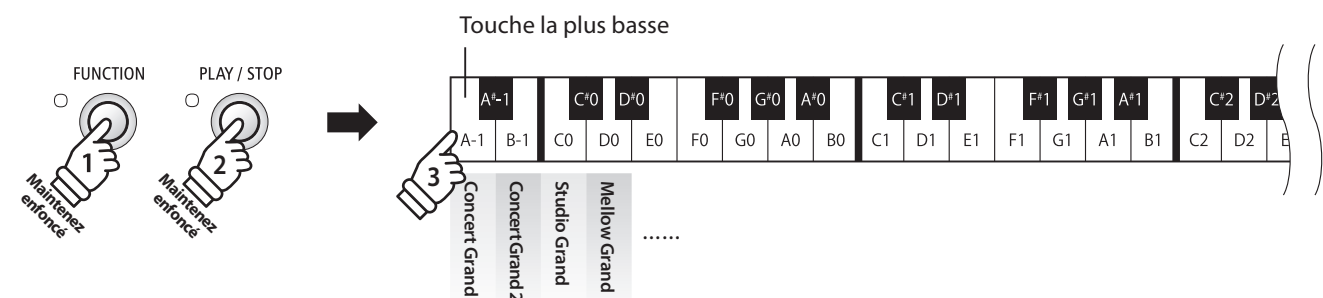 Touche la plus basse
FUNCTION
PLAY / STOP
A#-1 C#0 D#0 F#0 G#0 A#0 C#1 D#1 F#1 G#1 A#1 C#2 D#2
A-1 B-1 C0 D0 E0 F0 G0 A0 B0 C1 D1 E1 F1 G1 A1 B1 C2 D2 E
1
2
3
Maintenez
enfoncé
Maintenez
enfoncé
Concert Grand
Concert Grand 2
Studio Grand
Mellow Grand
......